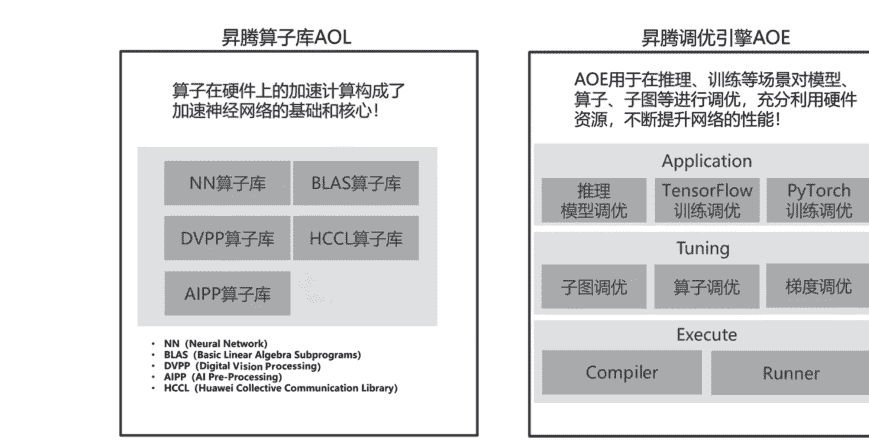 昇腾算子库AOL
算子在硬件上的加速计算构成了
加速神经网络的基础和核心！
NN算子库
BLAS算子库
DVPP算子库
HCCL算子库
AIPP算子库
• NN（Neural Network)
• BLAS（Basic Linear Algebra Subprograms)
• DVPP（Digital Vision Processing)
• AIPP（AI Pre-Processing)
• HCCL（Huawei Collective Communication Library)
昇腾调优引擎AOE
AOE用于在推理、训练等场景对模型、
算子、子图等进行调优，充分利用硬件
资源，不断提升网络的性能！
Application
推理
模型调优
TensorFlow
训练调优
PyTorch
训练调优
Tuning
子图调优
算子调优
梯度调优
Execute
Compiler
Runner